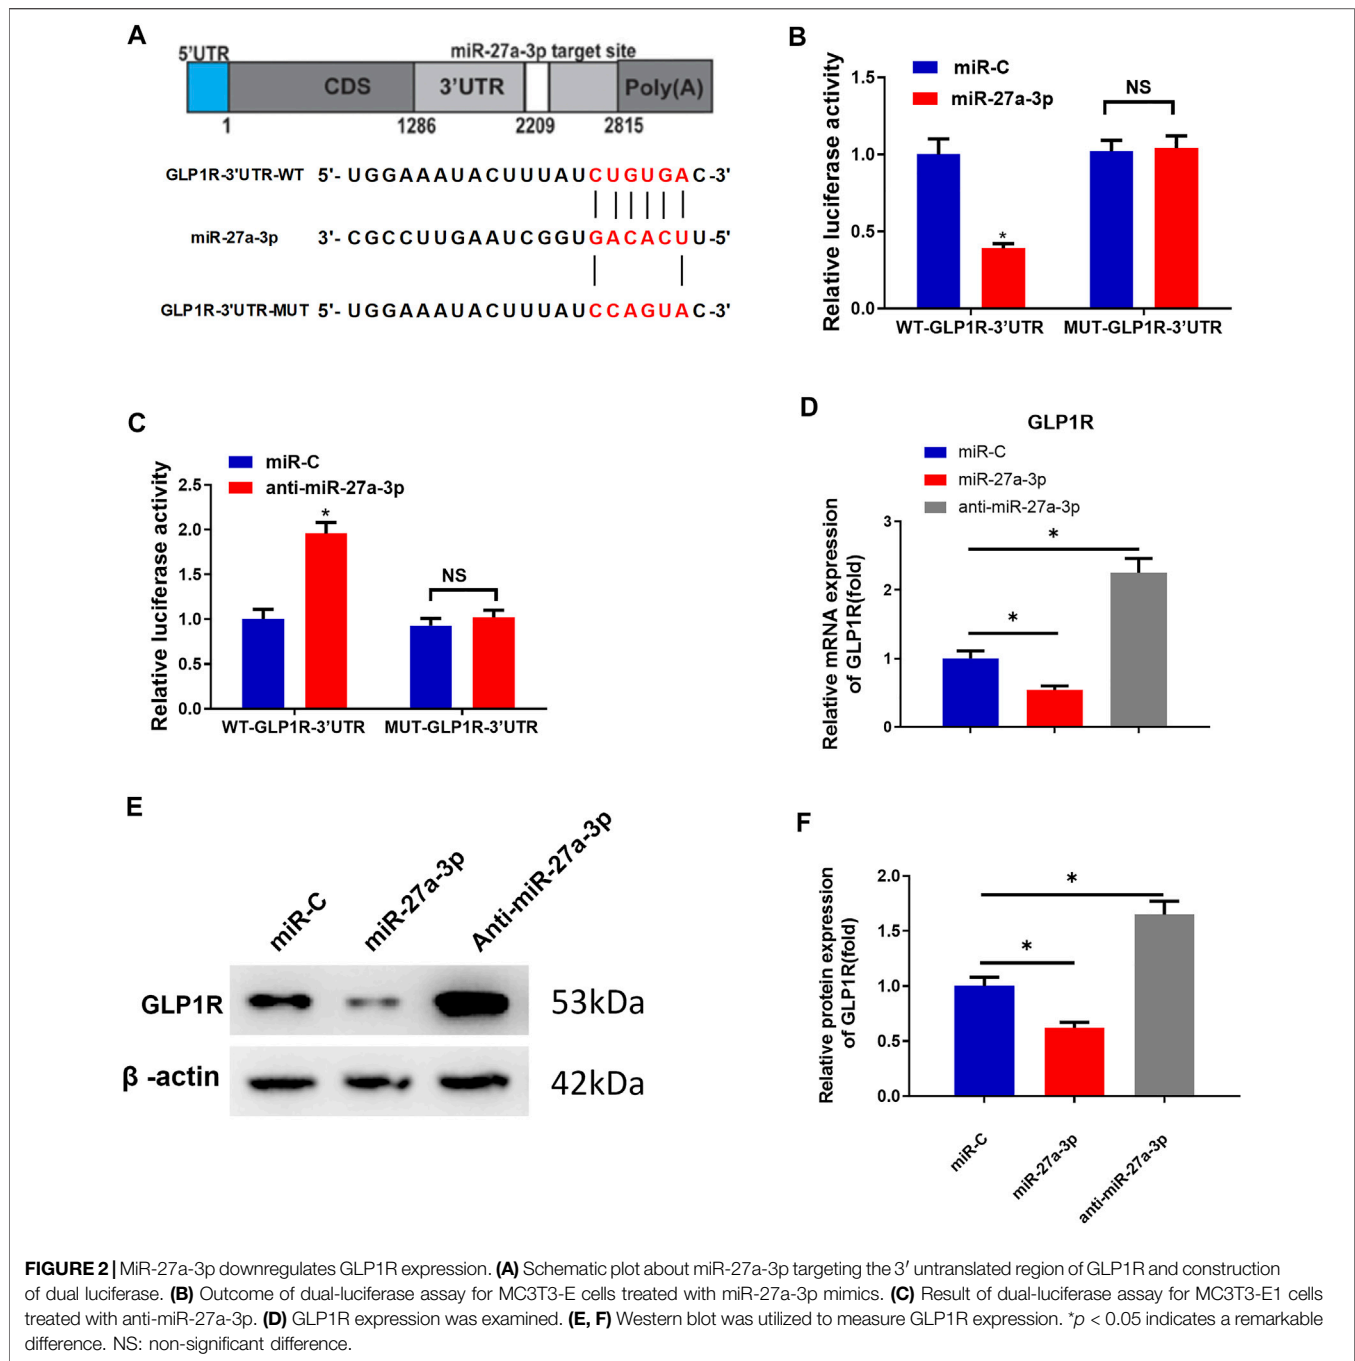 A
5'UTR
miR-27a-3p target site
CDS
3'UTR
Poly(A)
1
1286
2209
2815
GLP1R-3'UTR-WT 5'- UGGAAAUACUUUAUCUGUGAC-3'
miR-27a-3p 3'- CGCCUUGAAUCGGUGACACUU-5'
GLP1R-3'UTR-MUT 5'- UGGAAAUACUUUAUCCAGUAC-3'
B
miR-C
miR-27a-3p
Relative luciferase activity
1.5
1.0
0.5
0.0
*
NS
WT-GLP1R-3'UTR
MUT-GLP1R-3'UTR
C
miR-C
anti-miR-27a-3p
Relative luciferase activity
2.5
2.0
1.5
1.0
0.5
0.0
*
NS
WT-GLP1R-3'UTR
MUT-GLP1R-3'UTR
D
GLP1R
miR-C
miR-27a-3p
anti-miR-27a-3p
Relative mRNA expression
of GLP1R(fold)
3
2
1
0
*
*
E
miR-C
miR-27a-3p
Anti-miR-27a-3p
GLP1R
53kDa
β -actin
42kDa
F
Relative protein expression
of GLP1R(fold)
2.0
1.5
1.0
0.5
0.0
*
*
miR-C
miR-27a-3p
anti-miR-27a-3p
FIGURE 2 | MiR-27a-3p downregulates GLP1R expression. (A) Schematic plot about miR-27a-3p targeting the 3′ untranslated region of GLP1R and construction
of dual luciferase. (B) Outcome of dual-luciferase assay for MC3T3-E cells treated with miR-27a-3p mimics. (C) Result of dual-luciferase assay for MC3T3-E1 cells
treated with anti-miR-27a-3p. (D) GLP1R expression was examined. (E, F) Western blot was utilized to measure GLP1R expression. *p < 0.05 indicates a remarkable
difference. NS: non-significant difference.